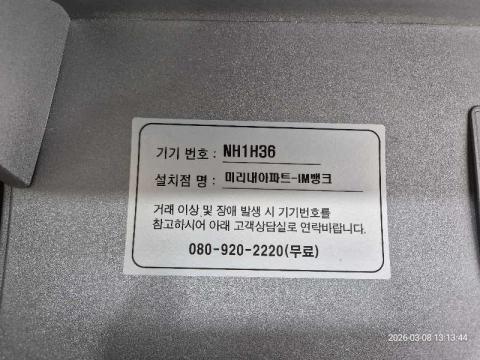 기기 번호 : NH1H36
설치점 명 : 미리내아파트-IM뱅크
거래 이상 및 장애 발생 시 기기번호를
참고하시어 아래 고객상담실로 연락바랍니다.
080-920-2220(무료)
2026-03-08 13:13:44